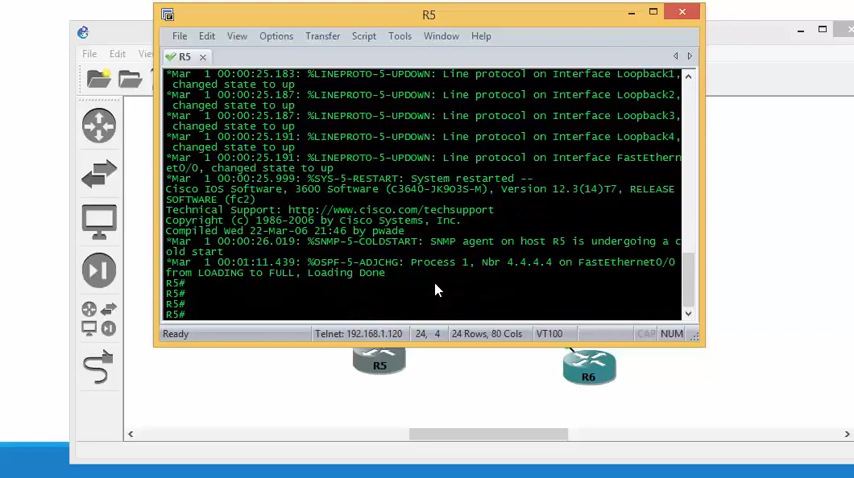 R5
File Edit View Options Transfer Script Tools Window Help
R5
*Mar  1 00:00:25.183: %LINEPROTO-5-UPDOWN: Line protocol on Interface Loopback1,
changed state to up
*Mar  1 00:00:25.187: %LINEPROTO-5-UPDOWN: Line protocol on Interface Loopback2,
changed state to up
*Mar  1 00:00:25.187: %LINEPROTO-5-UPDOWN: Line protocol on Interface Loopback3,
changed state to up
*Mar  1 00:00:25.191: %LINEPROTO-5-UPDOWN: Line protocol on Interface Loopback4,
changed state to up
*Mar  1 00:00:25.191: %LINEPROTO-5-UPDOWN: Line protocol on Interface FastEthern
et0/0, changed state to up
*Mar  1 00:00:25.999: %SYS-5-RESTART: System restarted --
Cisco IOS Software, 3600 Software (C3640-JK9O3S-M), Version 12.3(14)T7, RELEASE
SOFTWARE (fc2)
Technical Support: http://www.cisco.com/techsupport
Copyright (c) 1986-2006 by Cisco Systems, Inc.
Compiled Wed 22-Mar-06 21:46 by pwade
*Mar  1 00:00:26.019: %SNMP-5-COLDSTART: SNMP agent on host R5 is undergoing a c
old start
*Mar  1 00:01:11.439: %OSPF-5-ADJCHG: Process 1, Nbr 4.4.4.4 on FastEthernet0/0
from LOADING to FULL, Loading Done
R5#
R5#
R5#
R5#
Ready Telnet: 192.168.1.120 24, 4 24 Rows, 80 Cols VT100 CAP NUM
File Edit Vi
R5
R6